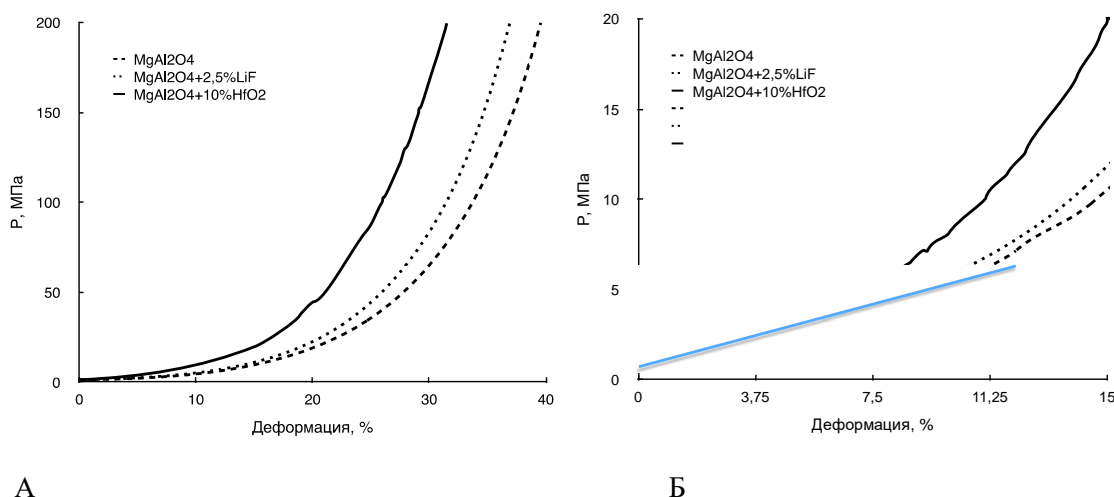 200
150
100
50
0
P, МПа
MgAl2O4
MgAl2O4+2,5%LiF
MgAl2O4+10%HfO2
0 10 20 30 40
Деформация, %
А
20
15
10
5
0
P, МПа
MgAl2O4
MgAl2O4+2,5%LiF
MgAl2O4+10%HfO2
0 3,75 7,5 11,25 15
Деформация, %
Б